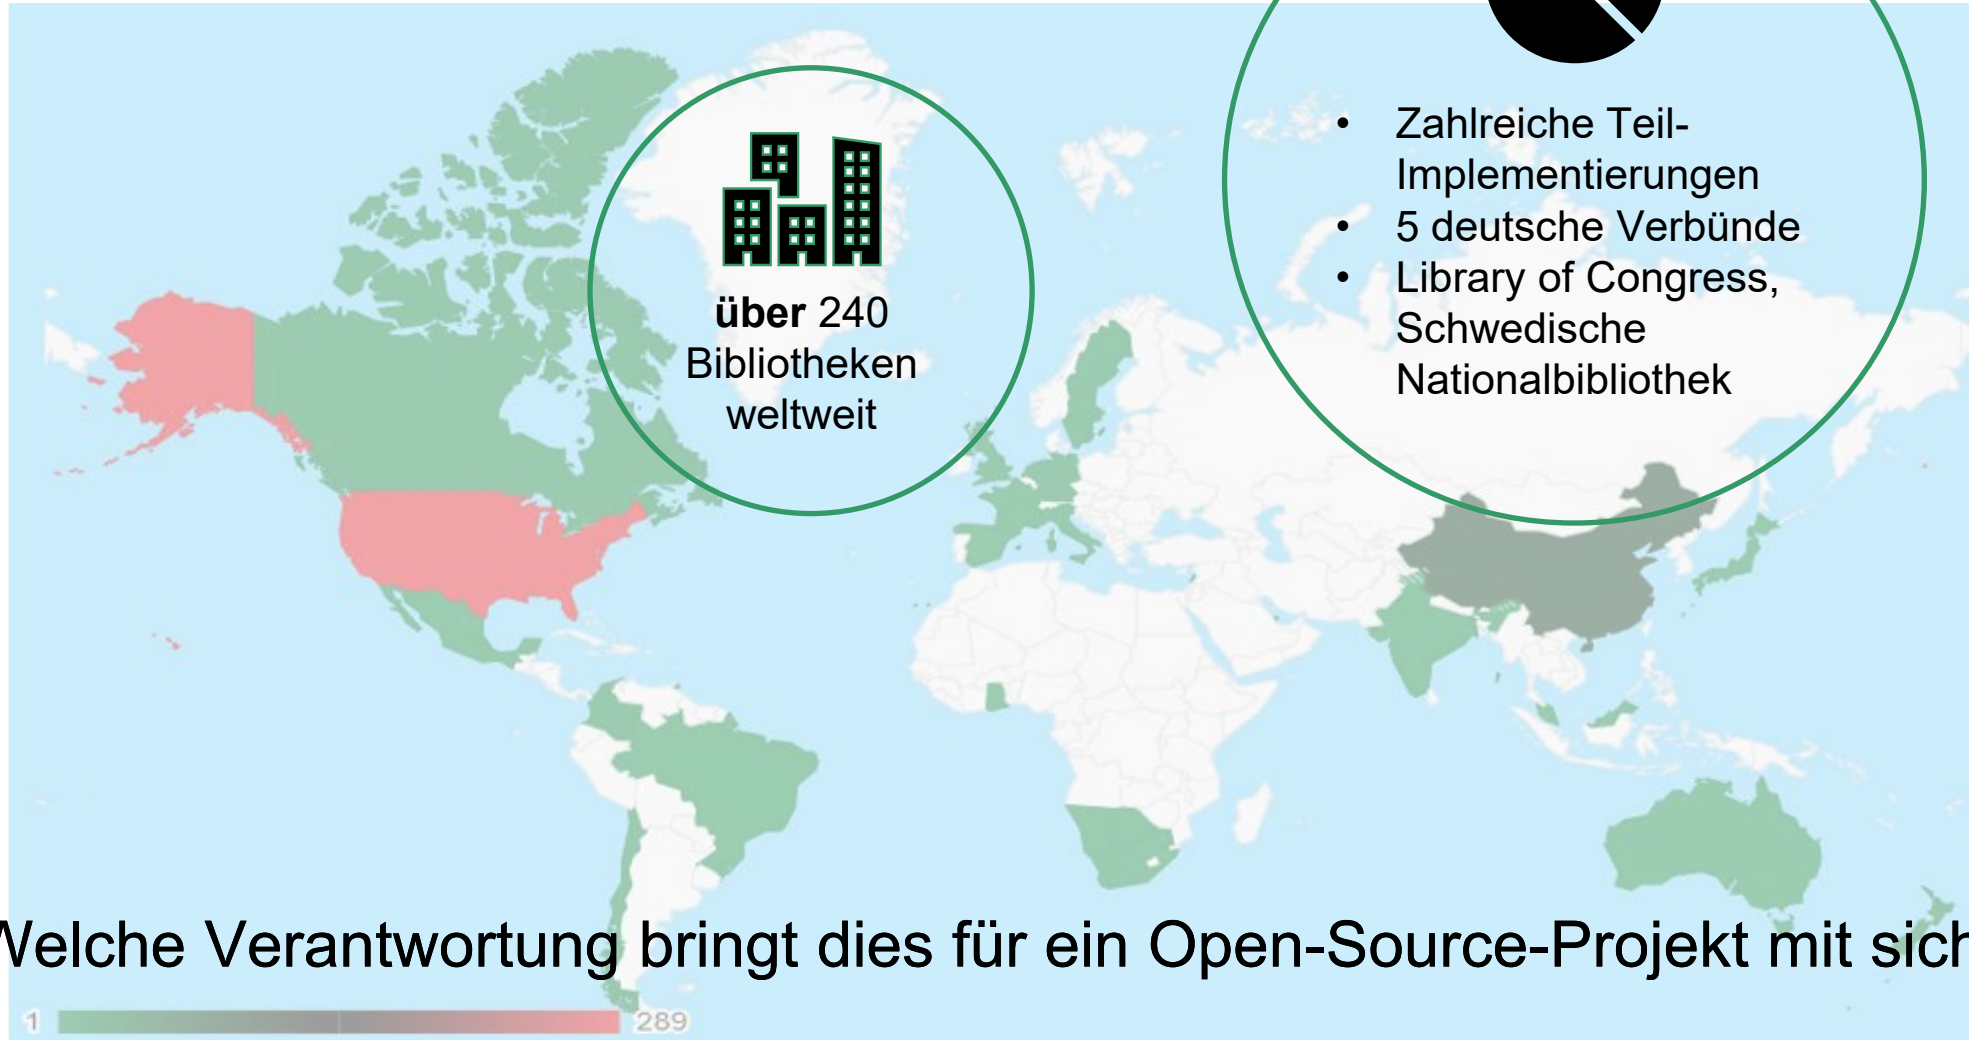 über 240
Bibliotheken
weltweit
• Zahlreiche Teil-
Implementierungen
• 5 deutsche Verbünde
• Library of Congress,
Schwedische
Nationalbibliothek
Welche Verantwortung bringt dies für ein Open-Source-Projekt mit sich
1 289